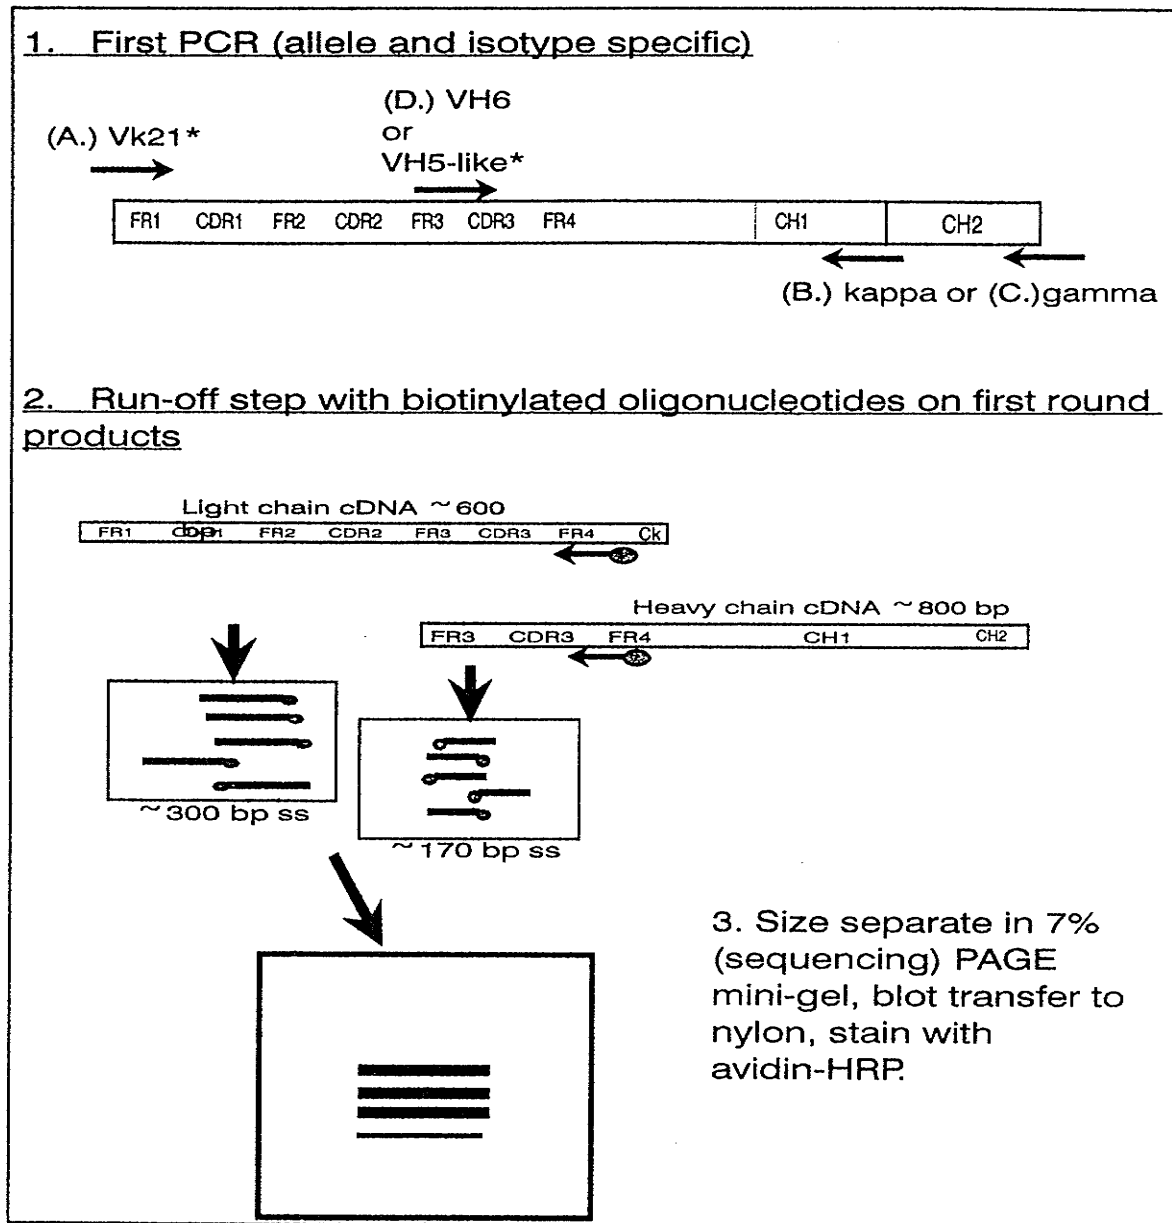 1. First PCR (allele and isotype specific)
(D.) VH6
(A.) Vk21*
or
VH5-like*
FR1 CDR1 FR2 CDR2 FR3 CDR3 FR4 CH1 CH2
(B.) kappa or (C.)gamma
2. Run-off step with biotinylated oligonucleotides on first round
products
Light chain cDNA ~600
bp
FR1 FR2 CDR2 FR3 CDR3 FR4 Ck
Heavy chain cDNA ~800 bp
FR3 CDR3 FR4 CH1 CH2
~300 bp ss
~170 bp ss
3. Size separate in 7%
(sequencing) PAGE
mini-gel, blot transfer to
nylon, stain with
avidin-HRP.